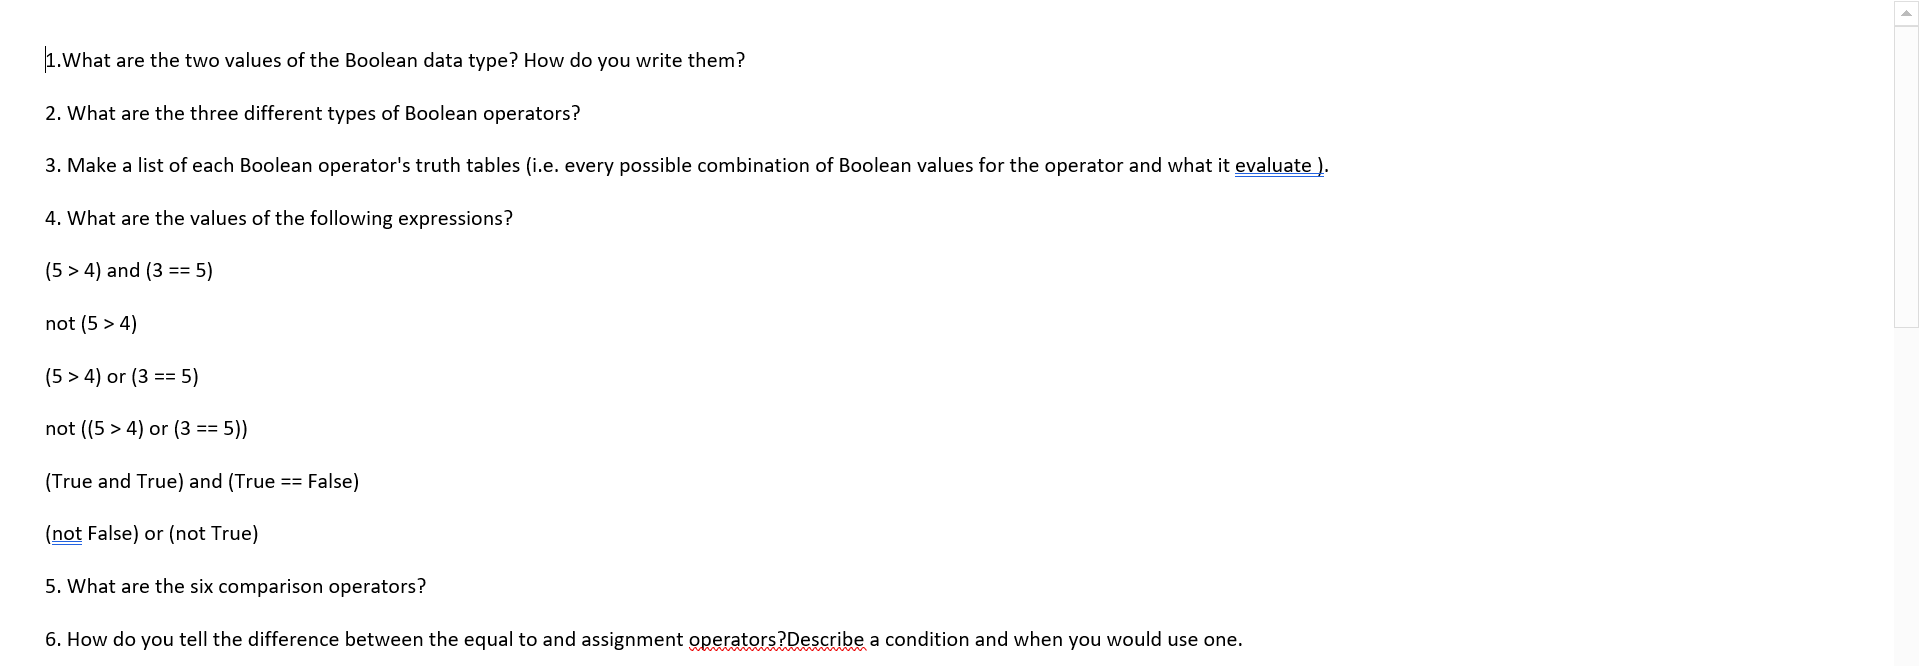 1.What are the two values of the Boolean data type? How do you write them?
2. What are the three different types of Boolean operators?
3. Make a list of each Boolean operator's truth tables (i.e. every possible combination of Boolean values for the operator and what it evaluate ).
4. What are the values of the following expressions?
(5 > 4) and (3 == 5)
not (5 > 4)
(5 > 4) or (3 == 5)
not ((5 > 4) or (3 == 5))
(True and True) and (True == False)
(not False) or (not True)
5. What are the six comparison operators?
6. How do you tell the difference between the equal to and assignment operators?Describe a condition and when you would use one.